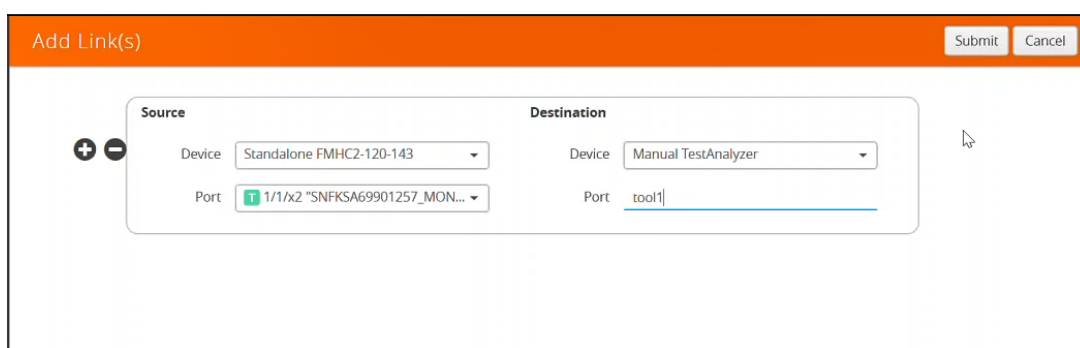 Add Link(s)
Submit
Cancel
Source
Destination
Device
Standalone FMHC2-120-143
Device
Manual TestAnalyzer
Port
T 1/1/x2 "SNFKSA69901257_MON...
Port
tool1